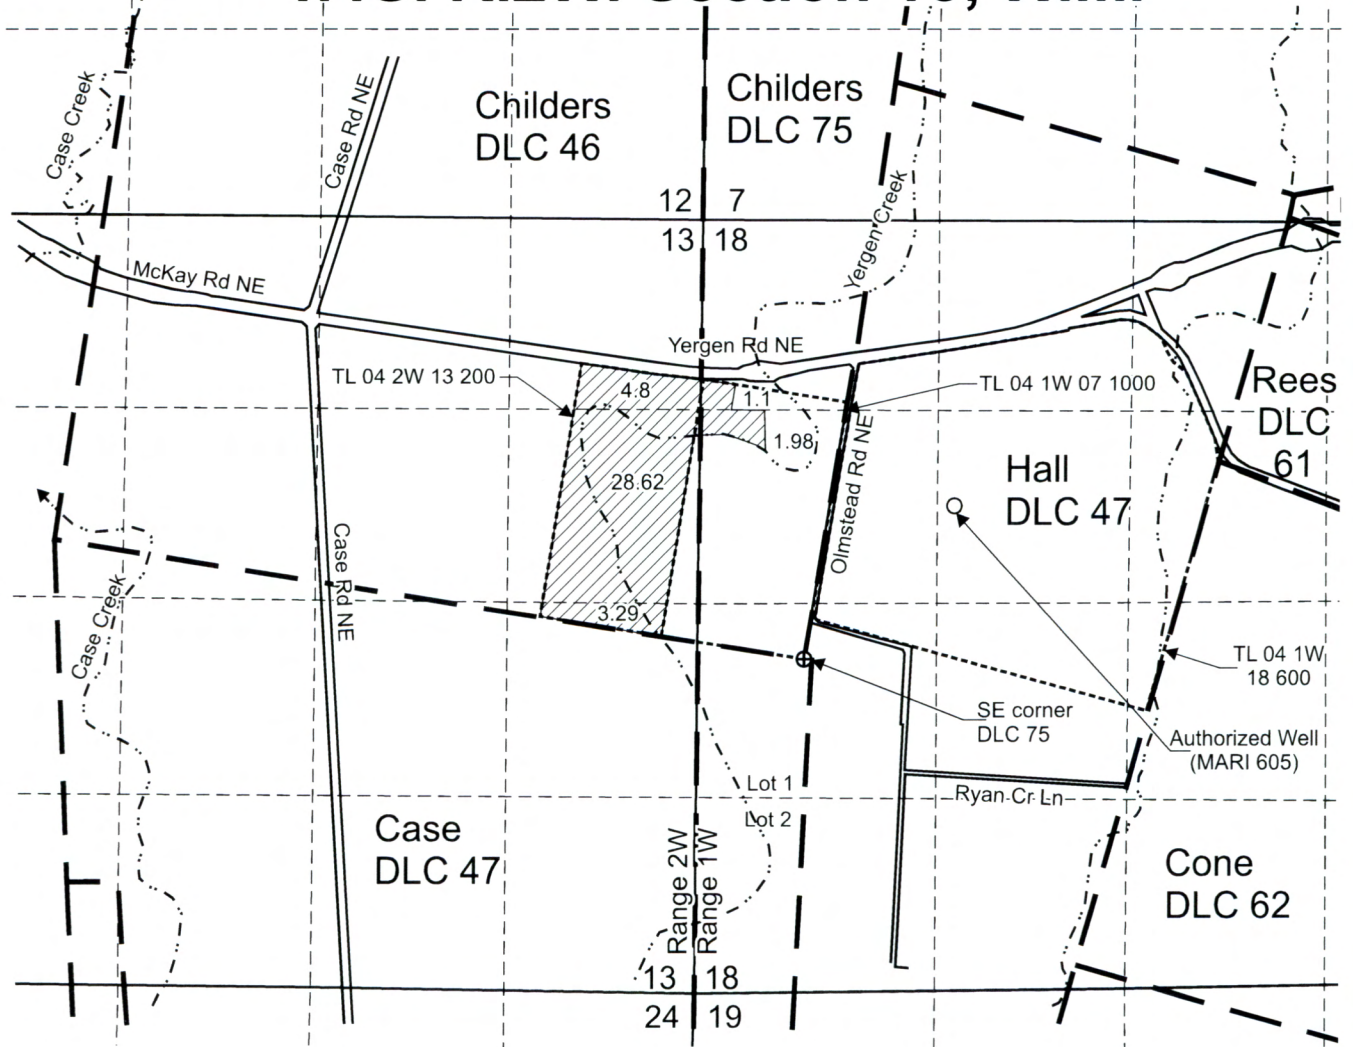 Case Creek
Case Rd NE
Childers
DLC 46
Childers
DLC 75
12 7
13 18
Yergen Creek
McKay Rd NE
Yergen Rd NE
TL 04 2W 13 200
4.8
1.1
TL 04 1W 07 1000
Rees
DLC
61
1.98
28.62
Olmstead Rd NE
Hall
DLC 47
Case Rd NE
3.29
Case Creek
TL 04 1W
18 600
SE corner
DLC 75
Authorized Well
(MARI 605)
Lot 1
Lot 2
Ryan Cr Ln
Case
DLC 47
Range 2W
Range 1W
Cone
DLC 62
13 18
24 19